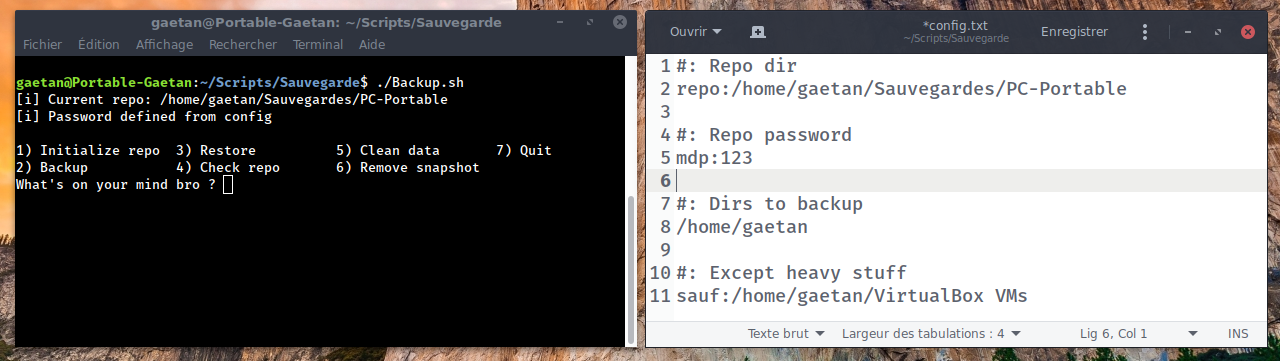 gaetan@Portable-Gaetan: ~/Scripts/Sauvegarde
Fichier Édition Affichage Rechercher Terminal Aide
gaetan@Portable-Gaetan:~/Scripts/Sauvegarde$ ./Backup.sh
[i] Current repo: /home/gaetan/Sauvegardes/PC-Portable
[i] Password defined from config
1) Initialize repo 3) Restore 5) Clean data 7) Quit
2) Backup 4) Check repo 6) Remove snapshot
What's on your mind bro ?
Ouvrir *config.txt Enregistrer
~/Scripts/Sauvegarde
1 #: Repo dir
2 repo:/home/gaetan/Sauvegardes/PC-Portable
3
4 #: Repo password
5 mdp:123
6
7 #: Dirs to backup
8 /home/gaetan
9
10 #: Except heavy stuff
11 sauf:/home/gaetan/VirtualBox VMs
Texte brut Largeur des tabulations : 4 Lig 6, Col 1 INS